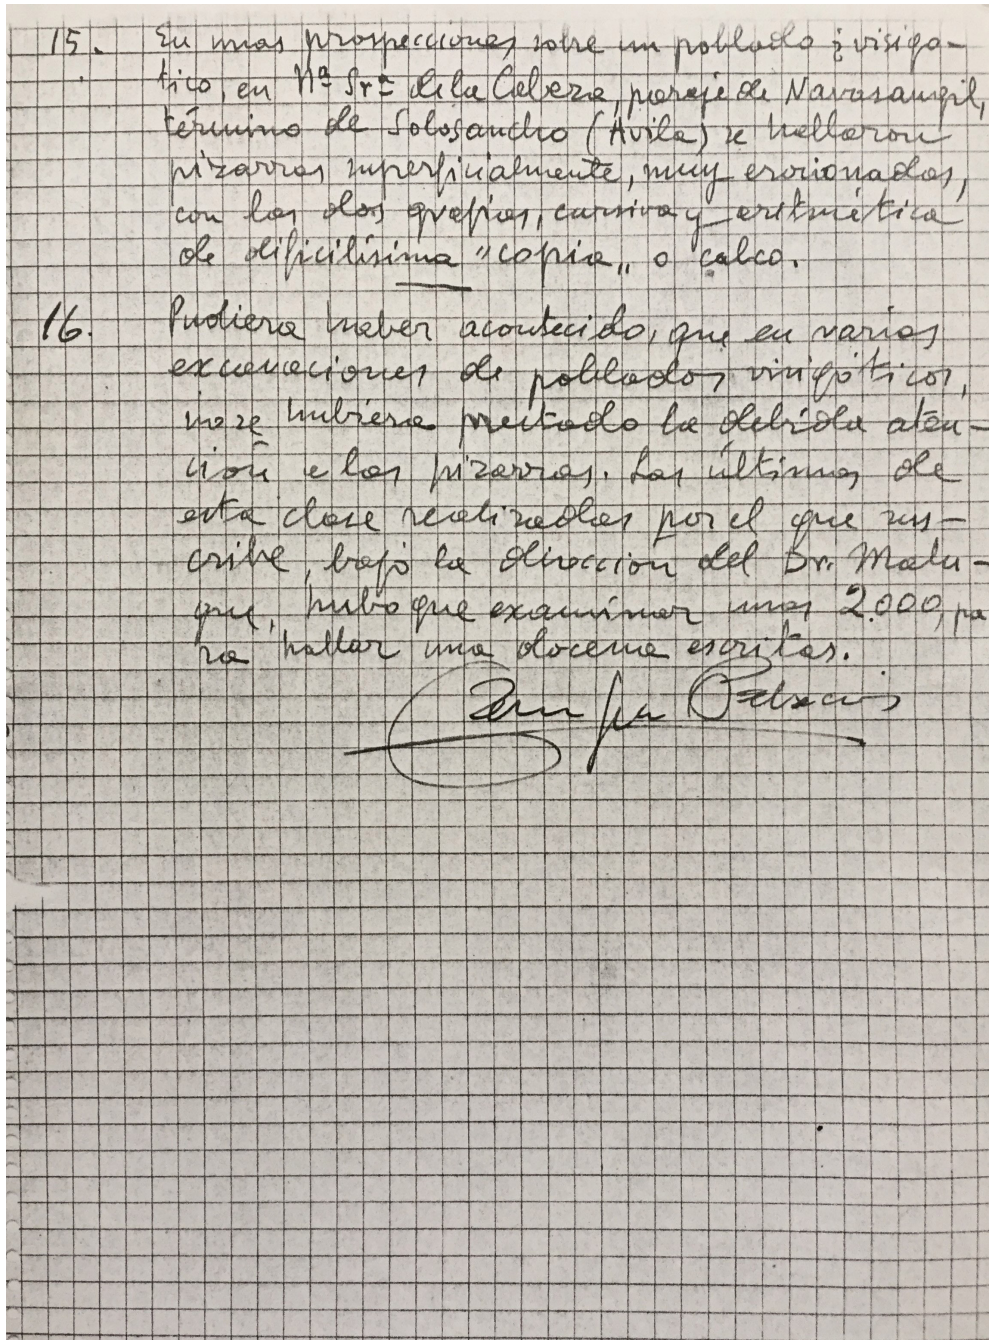 15. En unas prospecciones sobre un poblado ¿visigo-
tico, en Nª Srª de la Cabeza, paraje de Navasangil,
término de Solosancho (Ávila) se hallaron
pizarras superficialmente, muy erosionadas,
con las dos grafías, cursiva y aritmética
de dificilísima "copia" o calco.
16. Pudiera haber acontecido, que en varias
excavaciones de poblados visigóticos,
no se hubiera prestado la debida aten-
ción a las pizarras. Las últimas de
esta clase realizadas por el que sus-
cribe, bajo la dirección del Dr. Malu-
que, hubo que examinar unas 2.000, pa
ra hallar una docena escritas.